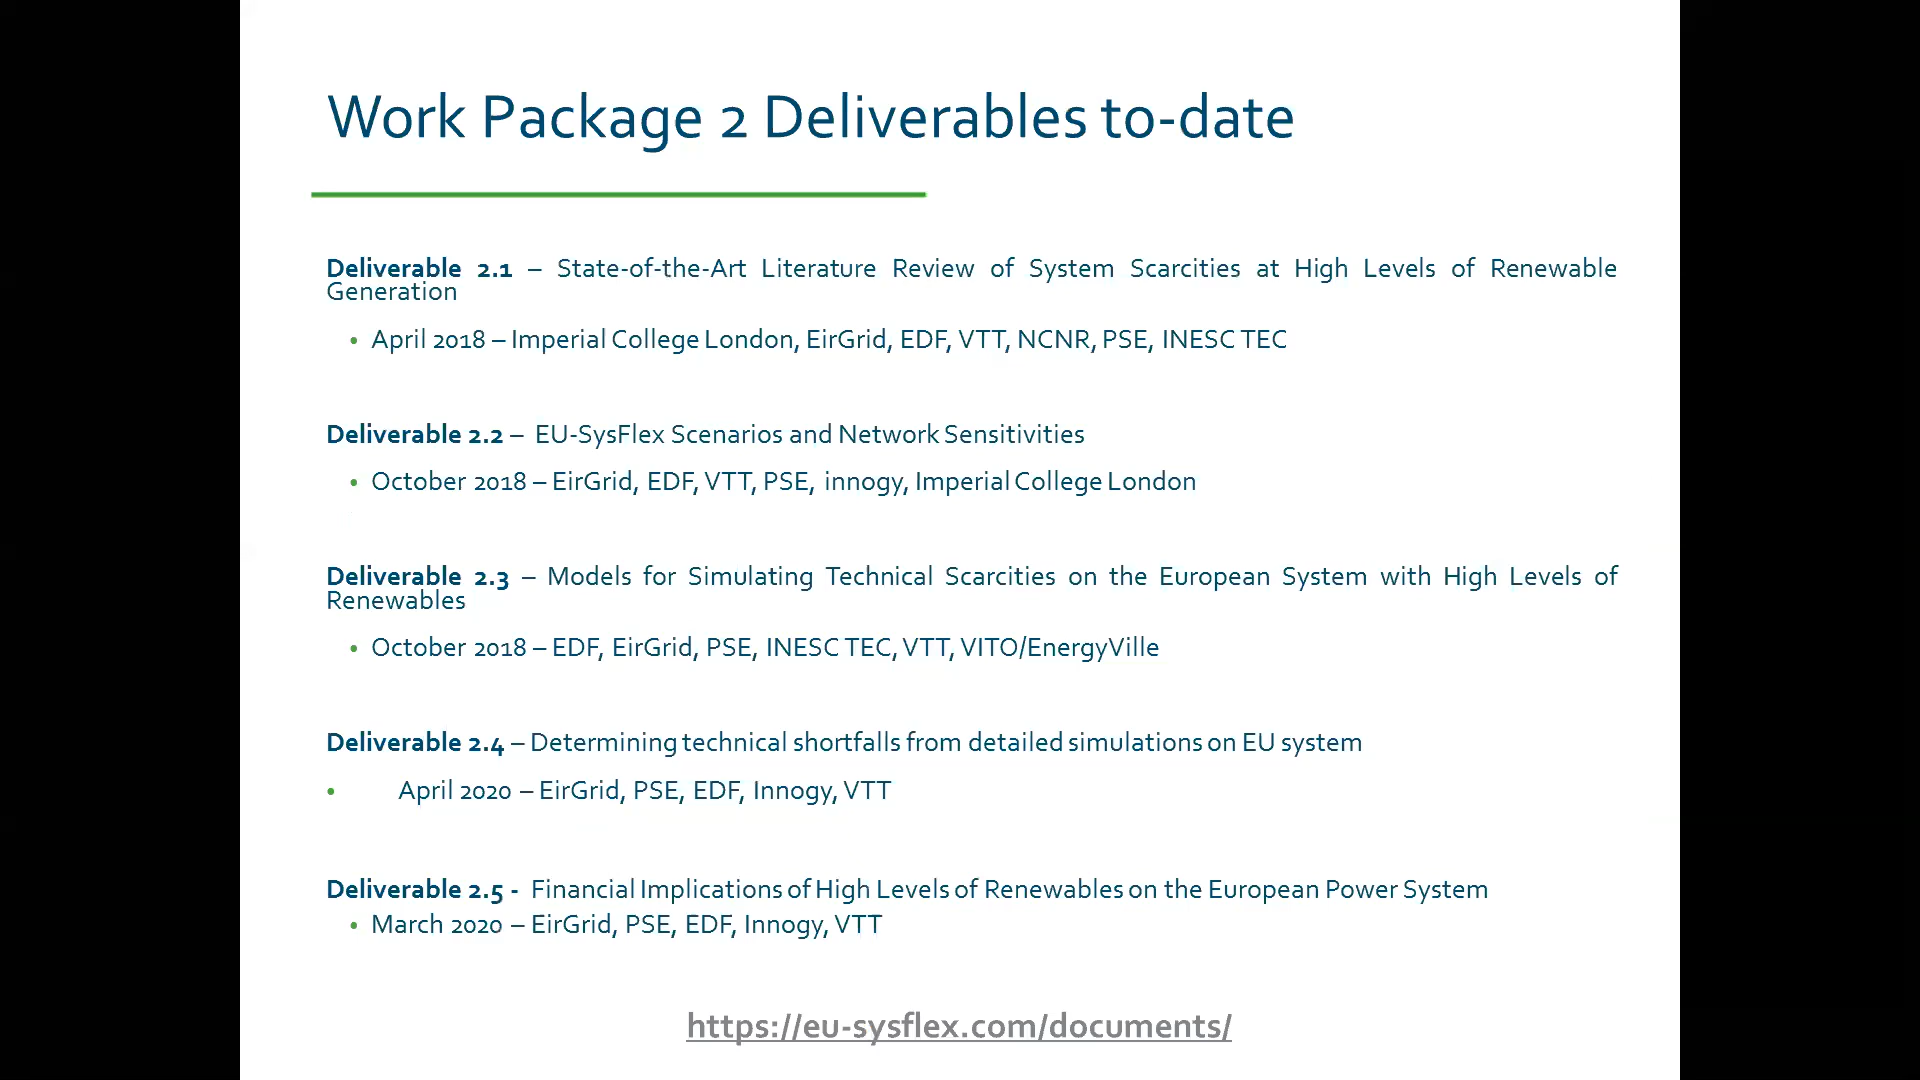 Work Package 2 Deliverables to-date
Deliverable 2.1 – State-of-the-Art Literature Review of System Scarcities at High Levels of Renewable
Generation
• April 2018 – Imperial College London, EirGrid, EDF, VTT, NCNR, PSE, INESC TEC
Deliverable 2.2 – EU-SysFlex Scenarios and Network Sensitivities
• October 2018 – EirGrid, EDF, VTT, PSE, innogy, Imperial College London
Deliverable 2.3 – Models for Simulating Technical Scarcities on the European System with High Levels of
Renewables
• October 2018 – EDF, EirGrid, PSE, INESC TEC, VTT, VITO/EnergyVille
Deliverable 2.4 – Determining technical shortfalls from detailed simulations on EU system
• April 2020 – EirGrid, PSE, EDF, Innogy, VTT
Deliverable 2.5 - Financial Implications of High Levels of Renewables on the European Power System
• March 2020 – EirGrid, PSE, EDF, Innogy, VTT
https://eu-sysflex.com/documents/